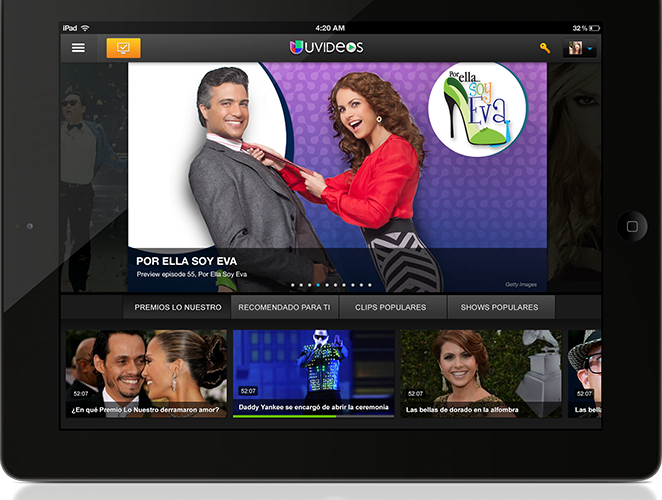 iPad
4:20 AM
32%
UVIDEOS
Por ella
SOY
Eva
POR ELLA SOY EVA
Preview episode 55, Por Ella Soy Eva
Getty Images
PREMIOS LO NUESTRO
RECOMENDADO PARA TI
CLIPS POPULARES
SHOWS POPULARES
52:07
¿En qué Premio Lo Nuestro derramaron amor?
Daddy Yankee se encargó de abrir la ceremonia
52:07
Las bellas de dorado en la alfombra
52:07
Las bellas